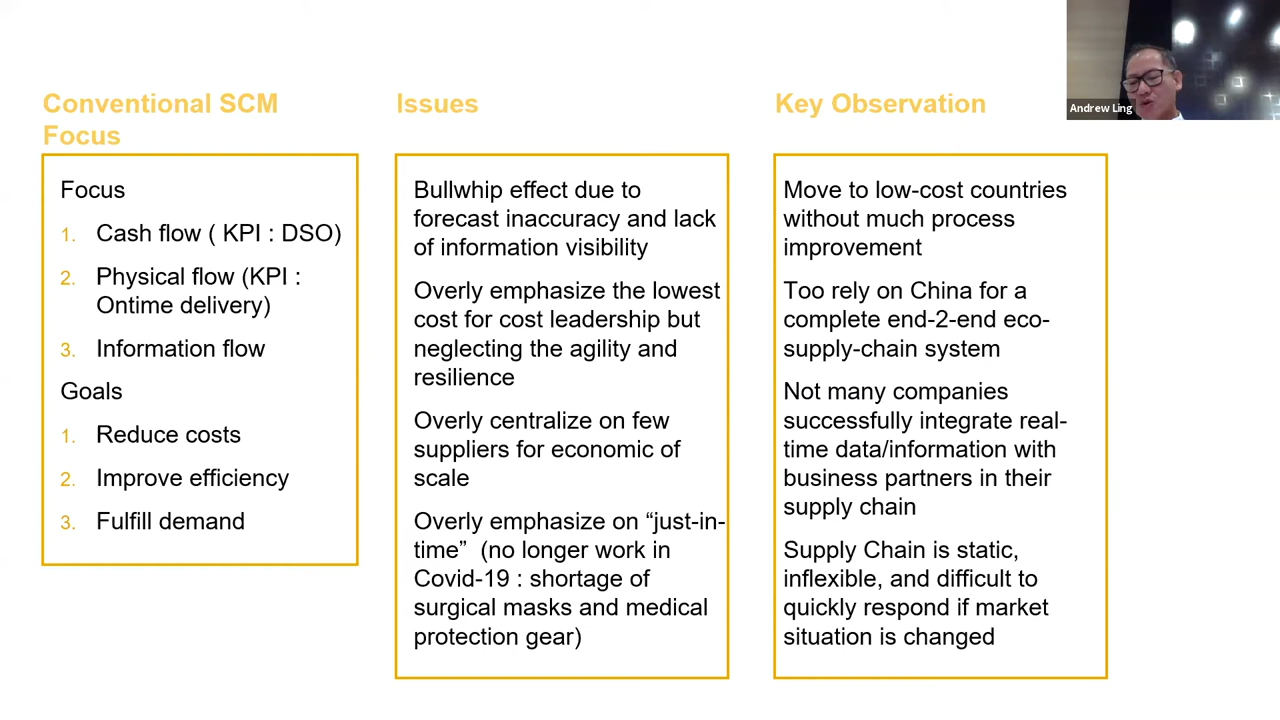 Conventional SCM
Focus
Focus
1. Cash flow ( KPI : DSO)
2. Physical flow (KPI :
Ontime delivery)
3. Information flow
Goals
1. Reduce costs
2. Improve efficiency
3. Fulfill demand
Issues
Bullwhip effect due to
forecast inaccuracy and lack
of information visibility
Overly emphasize the lowest
cost for cost leadership but
neglecting the agility and
resilience
Overly centralize on few
suppliers for economic of
scale
Overly emphasize on “just-in-
time”  (no longer work in
Covid-19 : shortage of
surgical masks and medical
protection gear)
Key Observation
Move to low-cost countries
without much process
improvement
Too rely on China for a
complete end-2-end eco-
supply-chain system
Not many companies
successfully integrate real-
time data/information with
business partners in their
supply chain
Supply Chain is static,
inflexible, and difficult to
quickly respond if market
situation is changed
Andrew Ling